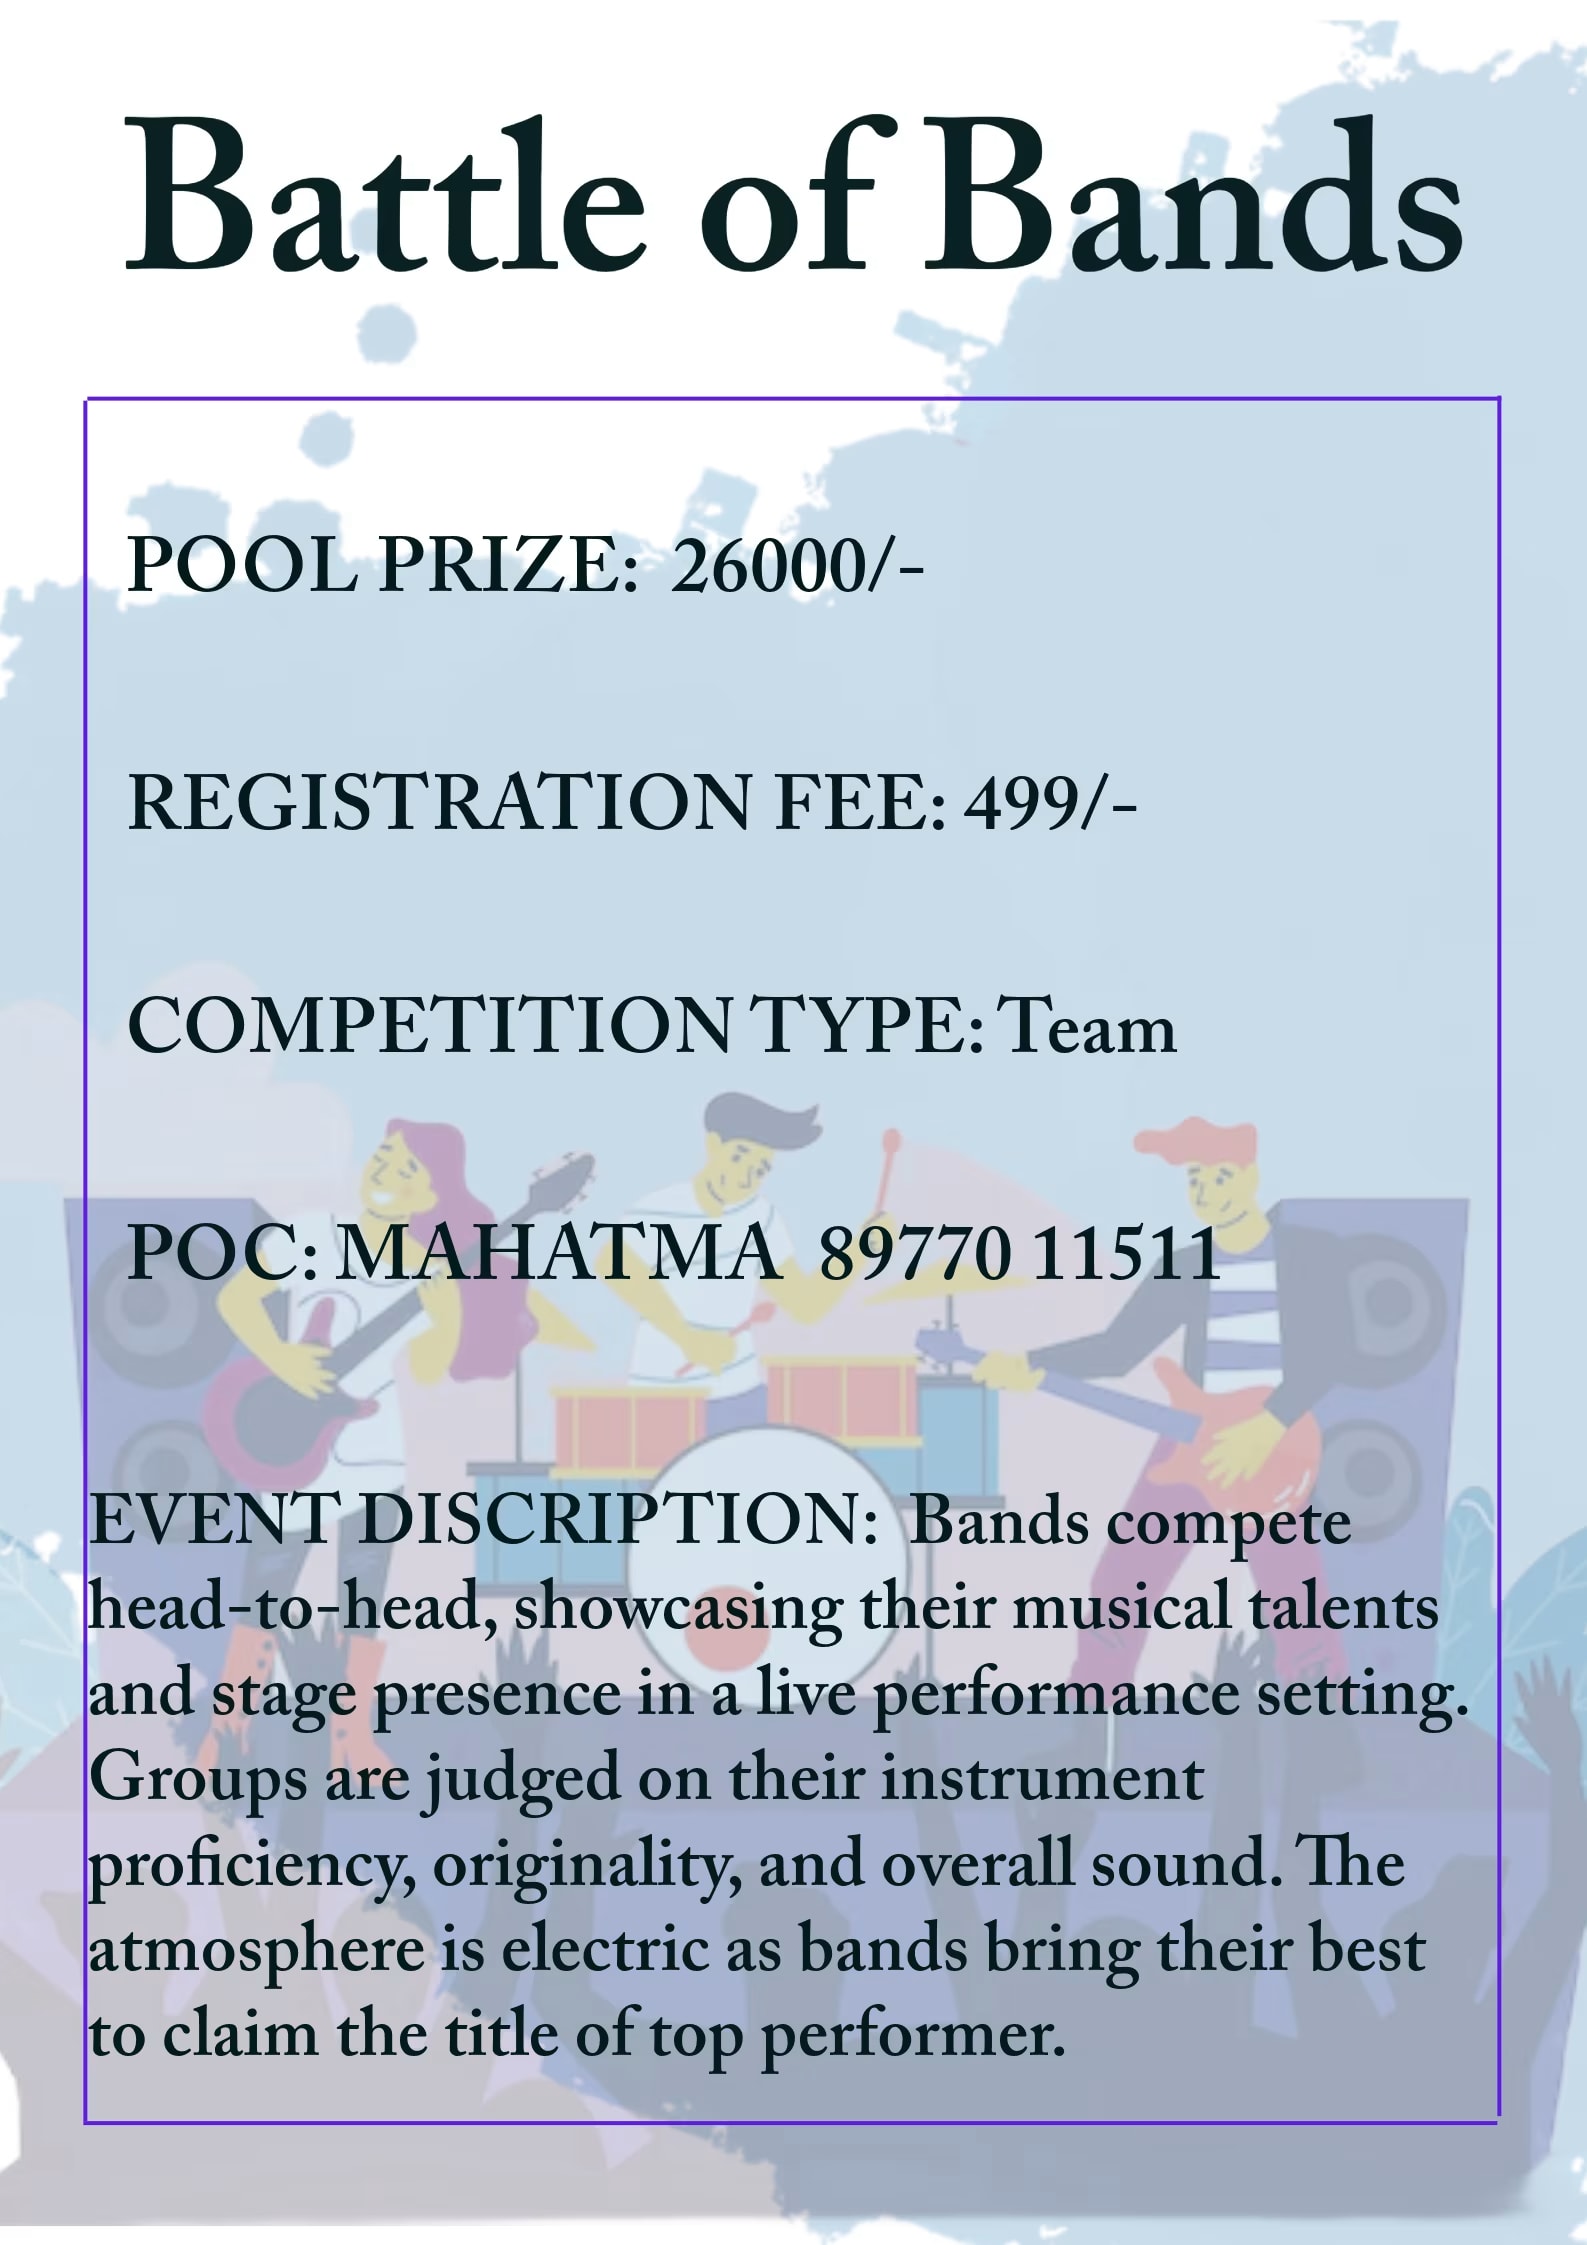 Battle of Bands
POOL PRIZE: 26000/-
REGISTRATION FEE: 499/-
COMPETITION TYPE: Team
POC: MAHATMA 89770 11511
EVENT DISCRIPTION: Bands compete
head-to-head, showcasing their musical talents
and stage presence in a live performance setting.
Groups are judged on their instrument
proficiency, originality, and overall sound. The
atmosphere is electric as bands bring their best
to claim the title of top performer.